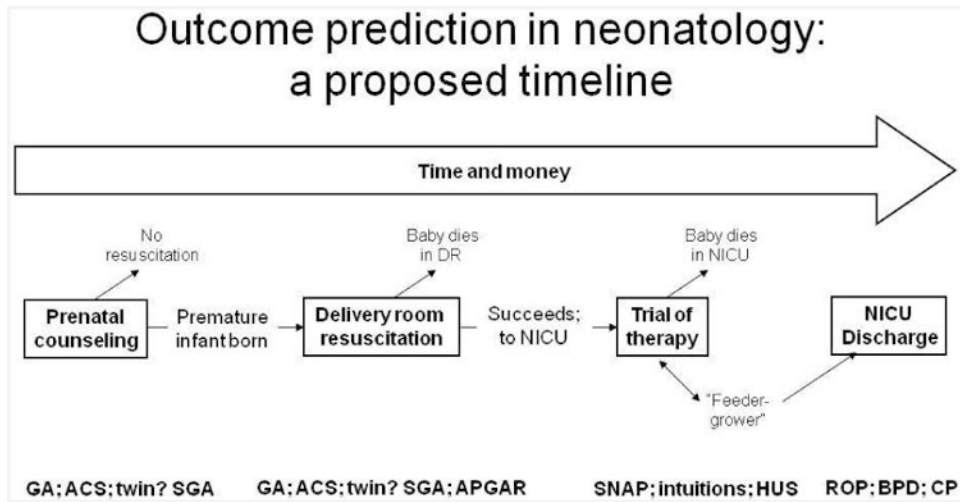 Outcome prediction in neonatology:
a proposed timeline
Time and money
No
resuscitation
Baby dies
in DR
Baby dies
in NICU
Prenatal
counseling
Premature
infant born
Delivery room
resuscitation
Succeeds;
to NICU
Trial of
therapy
NICU
Discharge
"Feeder-
grower"
GA; ACS; twin? SGA
GA; ACS; twin? SGA; APGAR
SNAP; intuitions; HUS
ROP; BPD; CP